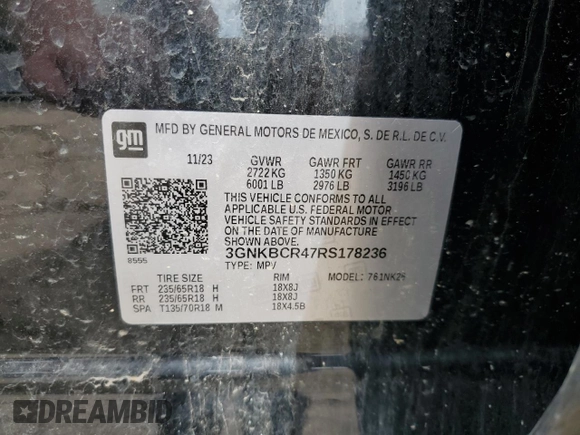 gm
MFD BY GENERAL MOTORS DE MEXICO, S. DE R.L. DE C.V.
11/23 GVWR GAWR FRT GAWR RR
2722 KG 1350 KG 1450 KG
6001 LB 2976 LB 3196 LB
THIS VEHICLE CONFORMS TO ALL
APPLICABLE U.S. FEDERAL MOTOR
VEHICLE SAFETY STANDARDS IN EFFECT
ON THE DATE OF MANUFACTURE
SHOWN ABOVE.
8555
3GNKBCR47RS178236
TYPE: MPV
TIRE SIZE RIM MODEL: 761NK26
FRT 235/65R18 H 18X8J
RR 235/65R18 H 18X8J
SPA T135/70R18 M 18X4.5B
DREAMBID